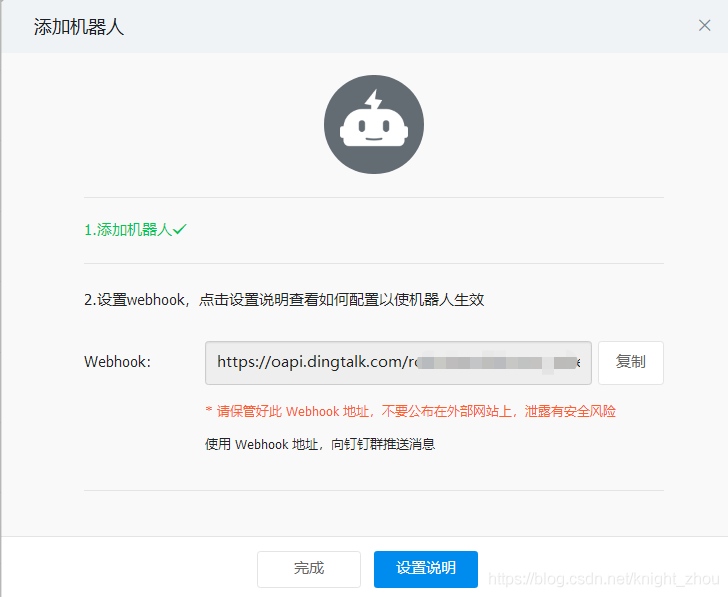 添加机器人
1.添加机器人
2.设置webhook，点击设置说明查看如何配置以使机器人生效
Webhook:
https://oapi.dingtalk.com/r
复制
* 请保管好此 Webhook 地址，不要公布在外部网站上，泄露有安全风险
使用 Webhook 地址，向钉钉群推送消息
完成
设置说明
https://blog.csdn.net/knight_zhou